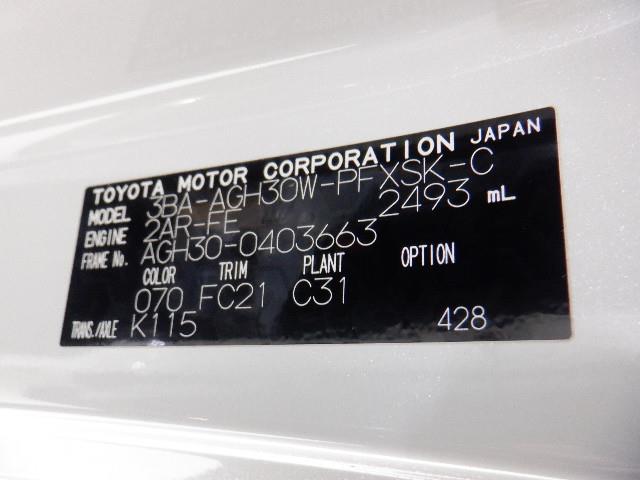 TOYOTA MOTOR CORPORATION JAPAN
MODEL 3BA-AGH30W-PFXSK-C
ENGINE 2AR-FE 2493 mL
FRAME No. AGH30-0403663
COLOR TRIM PLANT OPTION
070 FC21 C31
TRANS./AXLE K115 428